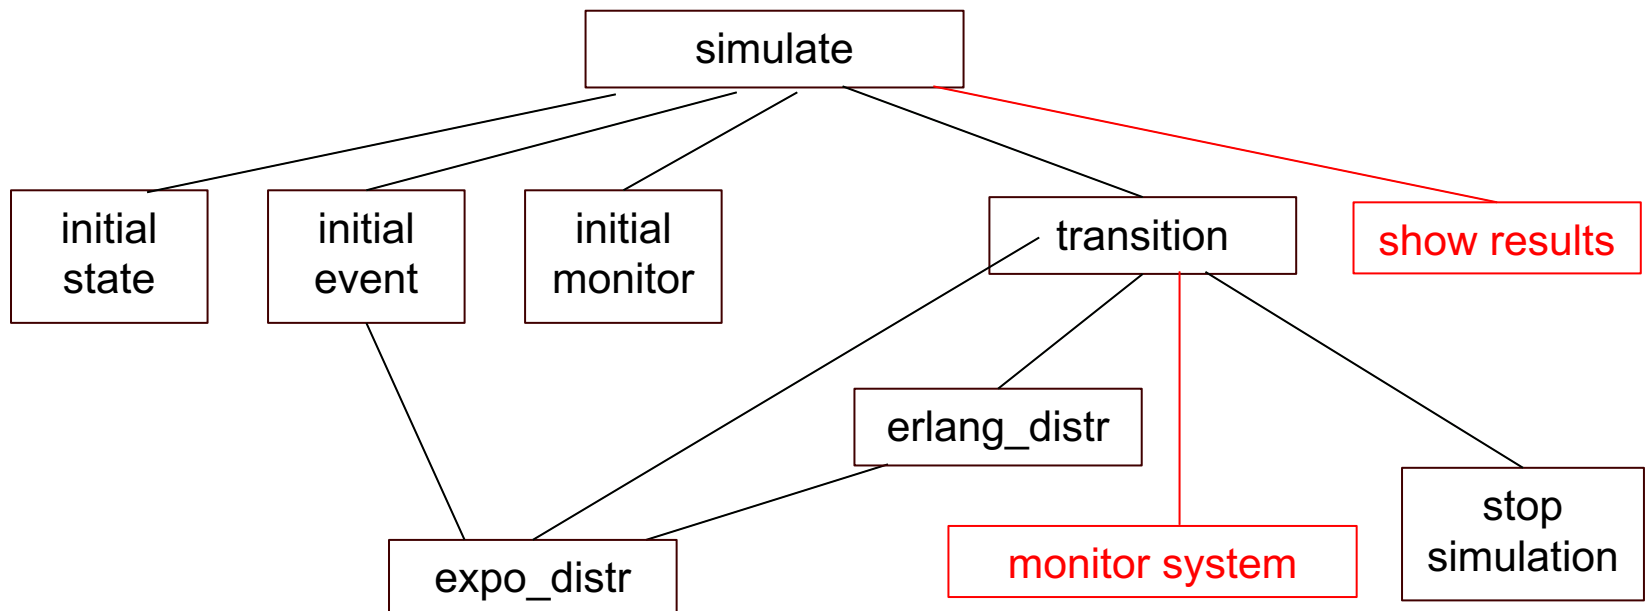 simulate
initial
state
initial
event
initial
monitor
transition
show results
erlang_distr
stop
simulation
monitor system
expo_distr